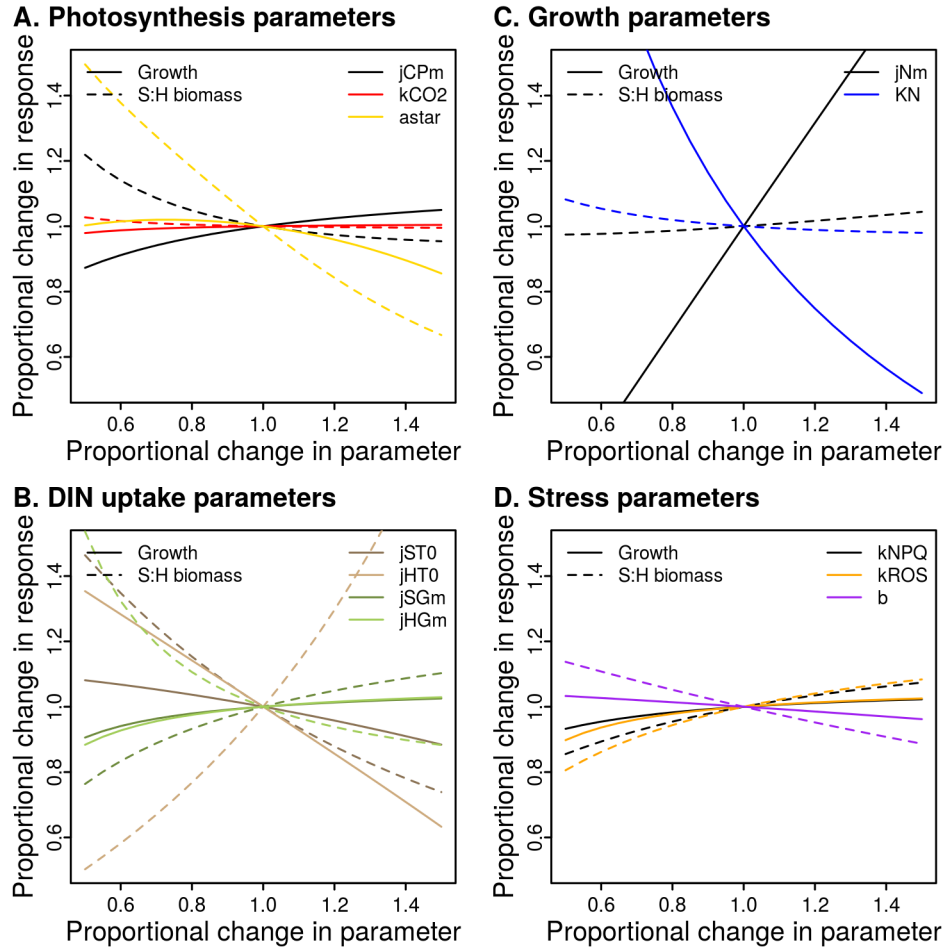 A. Photosynthesis parameters
Proportional change in response
Growth
S:H biomass
jCPm
kCO2
astar
0.6 0.8 1.0 1.2 1.4
0.6 0.8 1.0 1.2 1.4
Proportional change in parameter
C. Growth parameters
Proportional change in response
Growth
S:H biomass
jNm
KN
0.6 0.8 1.0 1.2 1.4
0.6 0.8 1.0 1.2 1.4
Proportional change in parameter
B. DIN uptake parameters
Proportional change in response
Growth
S:H biomass
jST0
jHT0
jSGm
jHGm
0.6 0.8 1.0 1.2 1.4
0.6 0.8 1.0 1.2 1.4
Proportional change in parameter
D. Stress parameters
Proportional change in response
Growth
S:H biomass
kNPQ
kROS
b
0.6 0.8 1.0 1.2 1.4
0.6 0.8 1.0 1.2 1.4
Proportional change in parameter